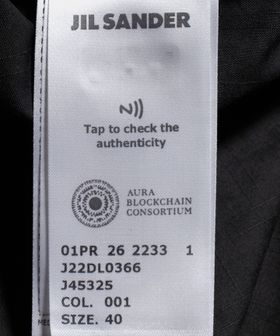 JIL SANDER
Tap to check the
authenticity
AURA
BLOCKCHAIN
CONSORTIUM
01PR 26 2233 1
J22DL0366
J45325
COL. 001
SIZE. 40